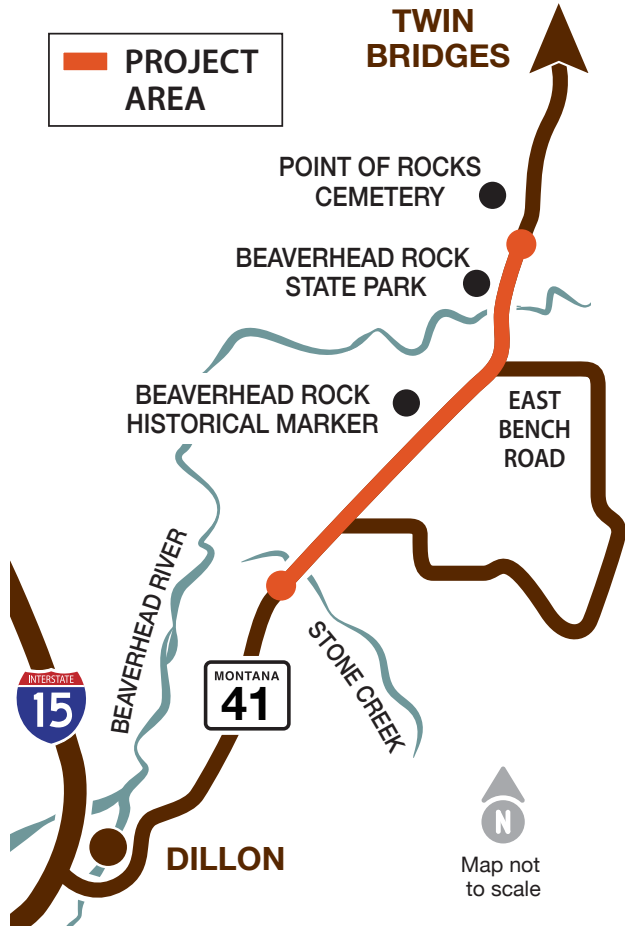 TWIN
BRIDGES
PROJECT
AREA
POINT OF ROCKS
CEMETERY
BEAVERHEAD ROCK
STATE PARK
BEAVERHEAD ROCK
HISTORICAL MARKER
EAST
BENCH
ROAD
BEAVERHEAD RIVER
STONE CREEK
MONTANA
41
INTERSTATE
15
DILLON
N
Map not
to scale